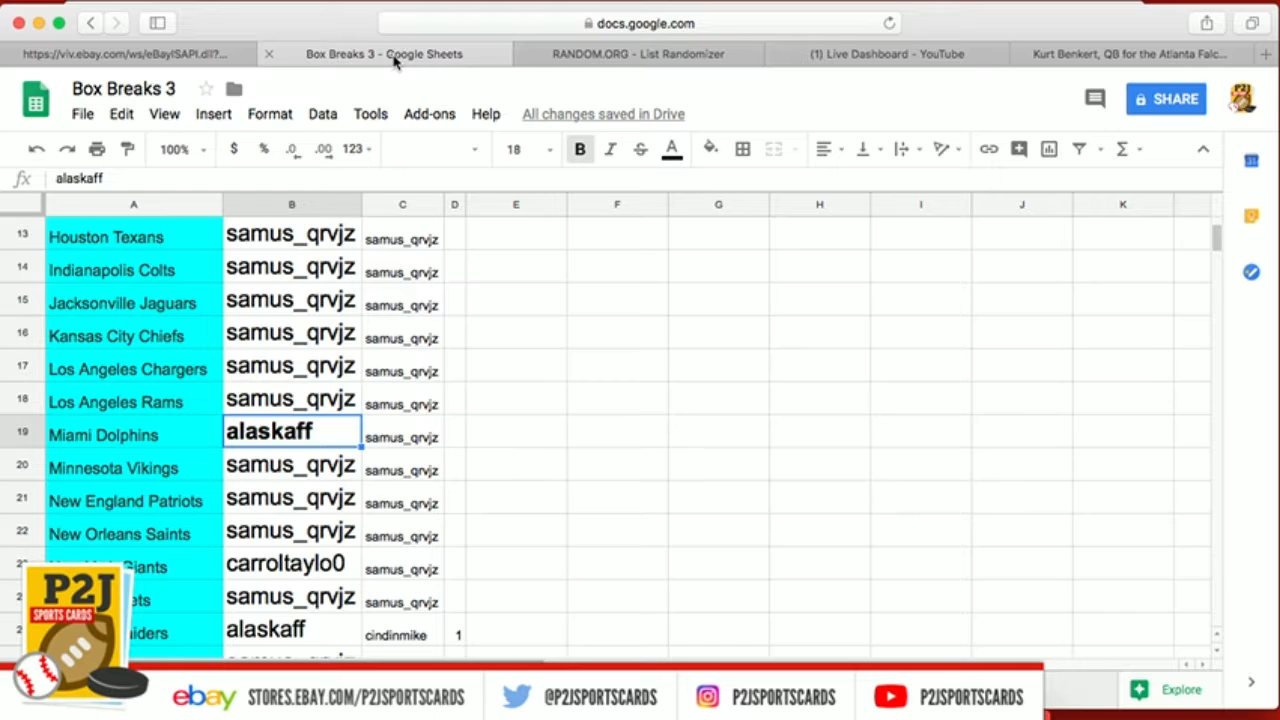 docs.google.com
https://viv.ebay.com/ws/eBayISAPI.dll?...
Box Breaks 3 - Google Sheets
RANDOM.ORG - List Randomizer
(1) Live Dashboard - YouTube
Kurt Benkert, QB for the Atlanta Falc...
Box Breaks 3
SHARE
File Edit View Insert Format Data Tools Add-ons Help All changes saved in Drive
100% $ % .0 .00 123 18 B I S A
fx alaskaff
A B C D E F G H I J K
13 Houston Texans samus_qrvjz samus_qrvjz
14 Indianapolis Colts samus_qrvjz samus_qrvjz
15 Jacksonville Jaguars samus_qrvjz samus_qrvjz
16 Kansas City Chiefs samus_qrvjz samus_qrvjz
17 Los Angeles Chargers samus_qrvjz samus_qrvjz
18 Los Angeles Rams samus_qrvjz samus_qrvjz
19 Miami Dolphins alaskaff samus_qrvjz
20 Minnesota Vikings samus_qrvjz samus_qrvjz
21 New England Patriots samus_qrvjz samus_qrvjz
22 New Orleans Saints samus_qrvjz samus_qrvjz
Giants carroltaylo0 samus_qrvjz
ets samus_qrvjz samus_qrvjz
aiders alaskaff cindinmike 1
P2J
SPORTS CARDS
ebay STORES.EBAY.COM/P2JSPORTSCARDS @P2JSPORTSCARDS P2JSPORTSCARDS P2JSPORTSCARDS
Explore